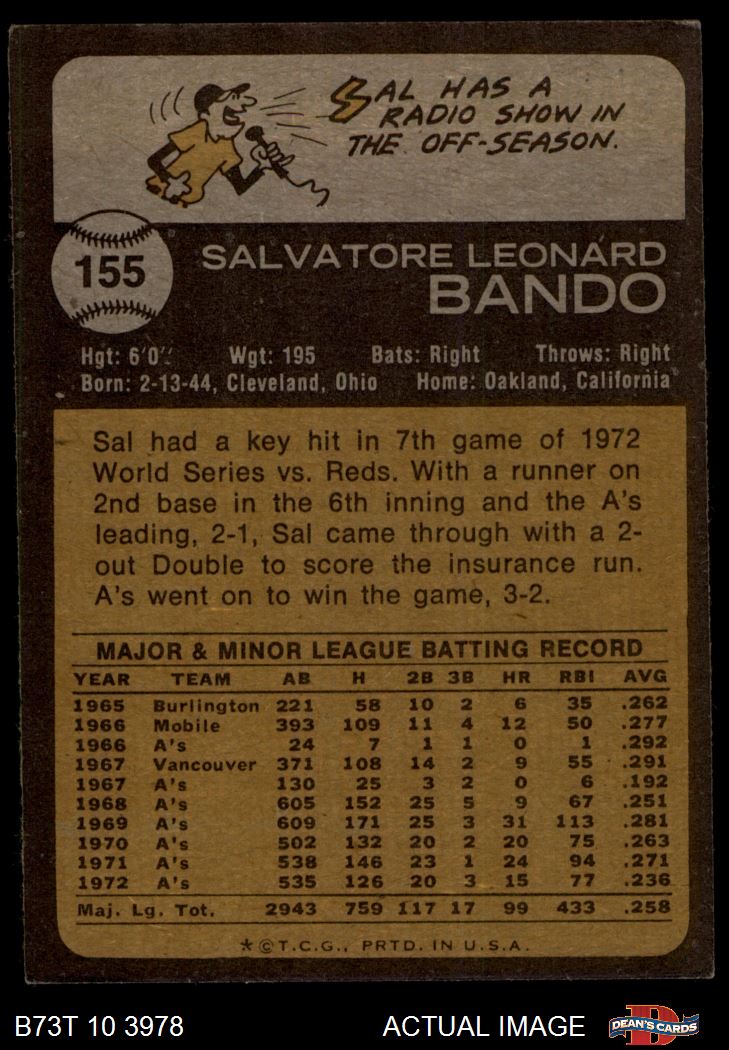 SAL HAS A
RADIO SHOW IN
THE OFF-SEASON.
155
SALVATORE LEONARD
BANDO
Hgt: 6'0" Wgt: 195 Bats: Right Throws: Right
Born: 2-13-44, Cleveland, Ohio Home: Oakland, California
Sal had a key hit in 7th game of 1972
World Series vs. Reds. With a runner on
2nd base in the 6th inning and the A's
leading, 2-1, Sal came through with a 2-
out Double to score the insurance run.
A's went on to win the game, 3-2.
MAJOR & MINOR LEAGUE BATTING RECORD
YEAR TEAM AB H 2B 3B HR RBI AVG
1965 Burlington 221 58 10 2 6 35 .262
1966 Mobile 393 109 11 4 12 50 .277
1966 A's 24 7 1 1 0 1 .292
1967 Vancouver 371 108 14 2 9 55 .291
1967 A's 130 25 3 2 0 6 .192
1968 A's 605 152 25 5 9 67 .251
1969 A's 609 171 25 3 31 113 .281
1970 A's 502 132 20 2 20 75 .263
1971 A's 538 146 23 1 24 94 .271
1972 A's 535 126 20 3 15 77 .236
Maj. Lg. Tot. 2943 759 117 17 99 433 .258
*©T.C.G., PRTD. IN U.S.A.
B73T 10 3978 ACTUAL IMAGE
D
DEAN'S CARDS